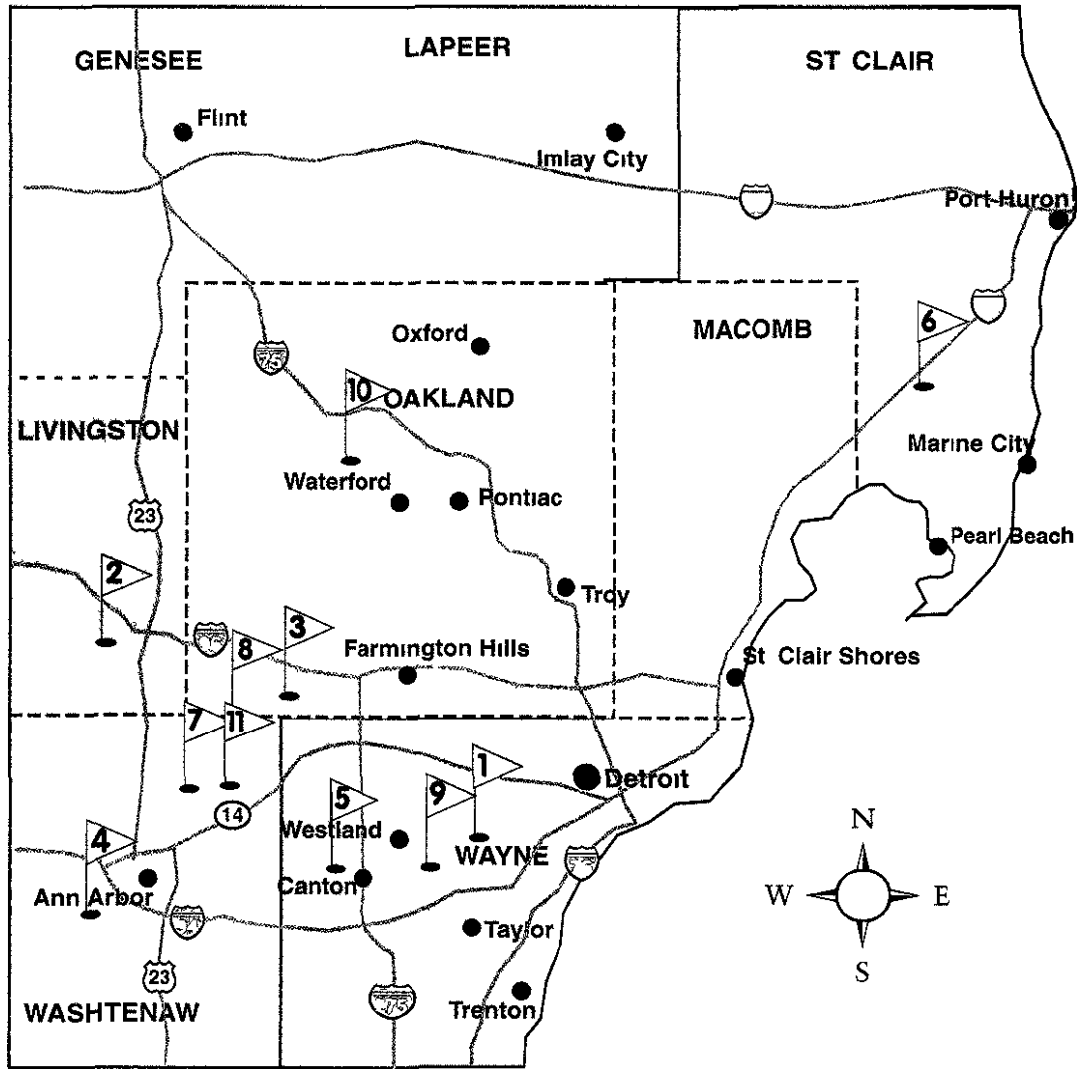 GENESEE
LAPEER
ST CLAIR
Flint
Imlay City
Port Huron
6
MACOMB
Oxford
75
10
OAKLAND
LIVINGSTON
Marine City
Waterford
Pontiac
23
Pearl Beach
2
Troy
3
8
Farmington Hills
St Clair Shores
7
11
1
Detroit
5
9
14
Westland
4
WAYNE
N
Canton
Ann Arbor
W
E
Taylor
S
23
Trenton
WASHTENAW